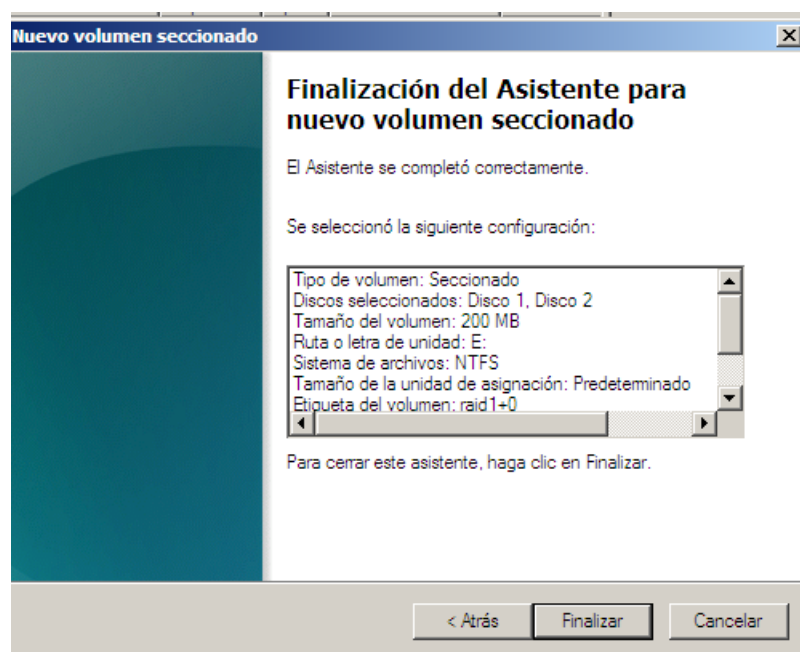 Nuevo volumen seccionado
Finalización del Asistente para
nuevo volumen seccionado
El Asistente se completó correctamente.
Se seleccionó la siguiente configuración:
Tipo de volumen: Seccionado
Discos seleccionados: Disco 1, Disco 2
Tamaño del volumen: 200 MB
Ruta o letra de unidad: E:
Sistema de archivos: NTFS
Tamaño de la unidad de asignación: Predeterminado
Etiqueta del volumen: raid1+0
Para cerrar este asistente, haga clic en Finalizar.
< Atrás
Finalizar
Cancelar